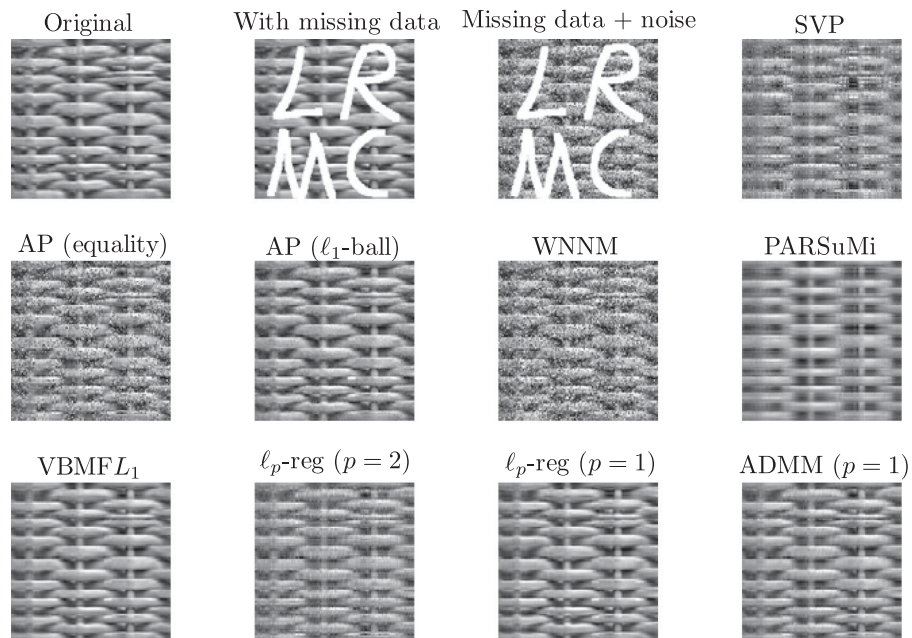 Original
With missing data
Missing data + noise
SVP
LR
MC
LR
MC
AP (equality)
AP (ℓ₁-ball)
WNNM
PARSuMi
VBMFL₁
ℓₚ-reg (p = 2)
ℓₚ-reg (p = 1)
ADMM (p = 1)